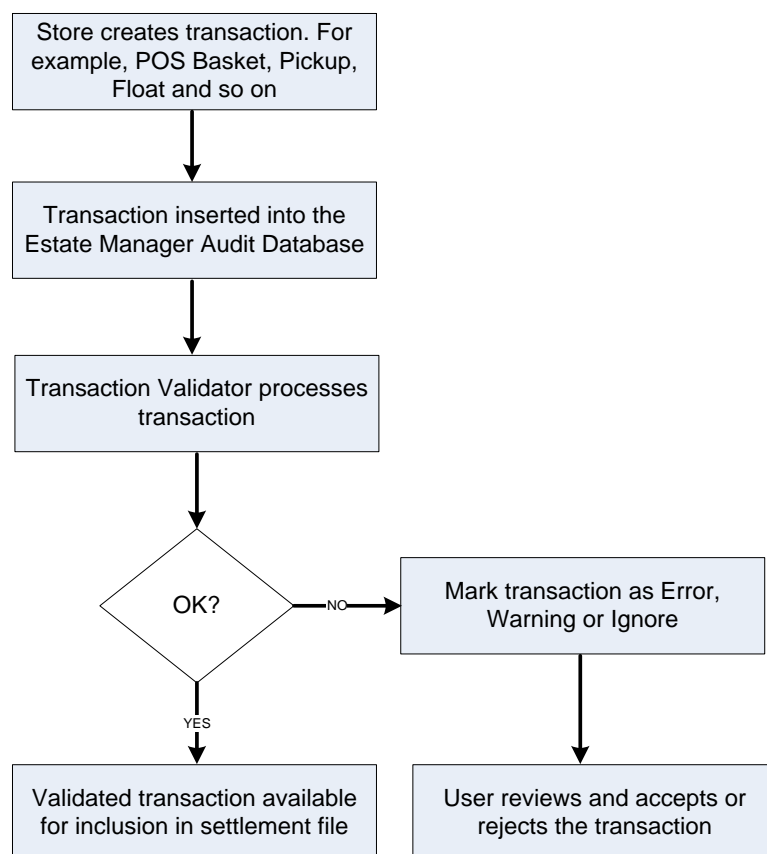 Store creates transaction. For
example, POS Basket, Pickup,
Float and so on
Transaction inserted into the
Estate Manager Audit Database
Transaction Validator processes
transaction
OK?
NO
Mark transaction as Error,
Warning or Ignore
YES
Validated transaction available
for inclusion in settlement file
User reviews and accepts or
rejects the transaction